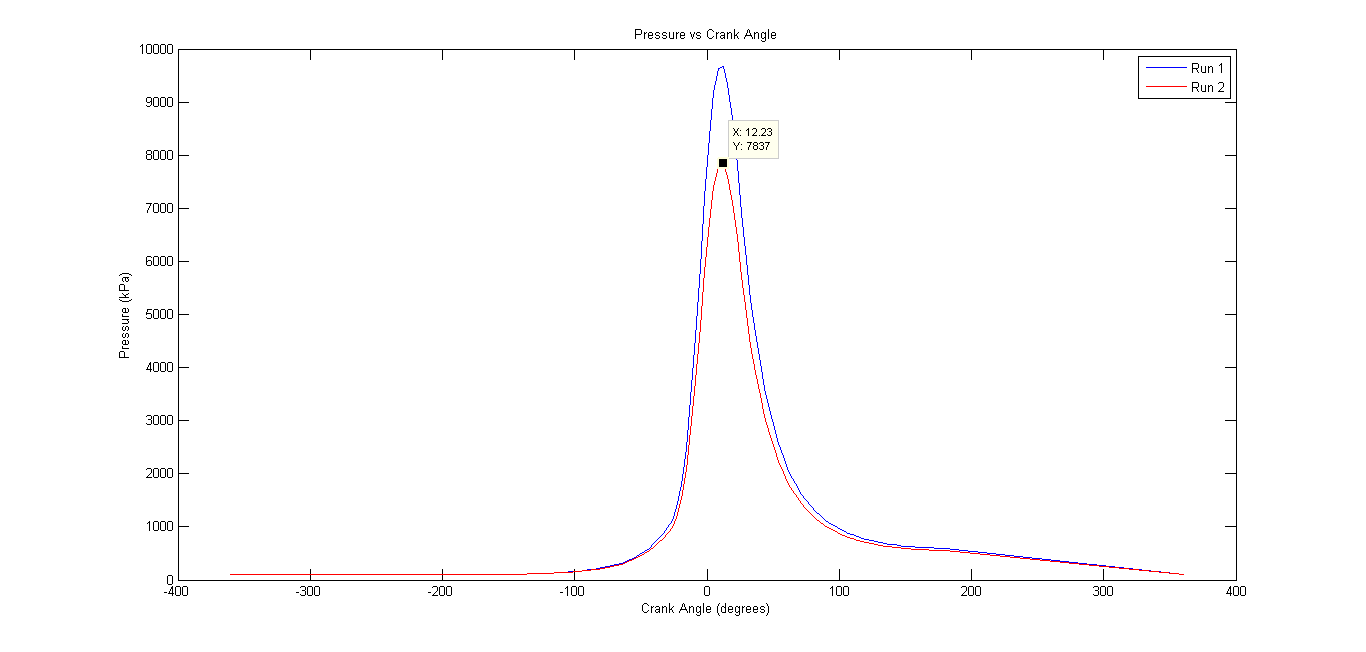 Pressure vs Crank Angle
10000
9000
8000
7000
6000
5000
4000
3000
2000
1000
0
Pressure (kPa)
Run 1
Run 2
X: 12.23
Y: 7837
-400 -300 -200 -100 0 100 200 300 400
Crank Angle (degrees)